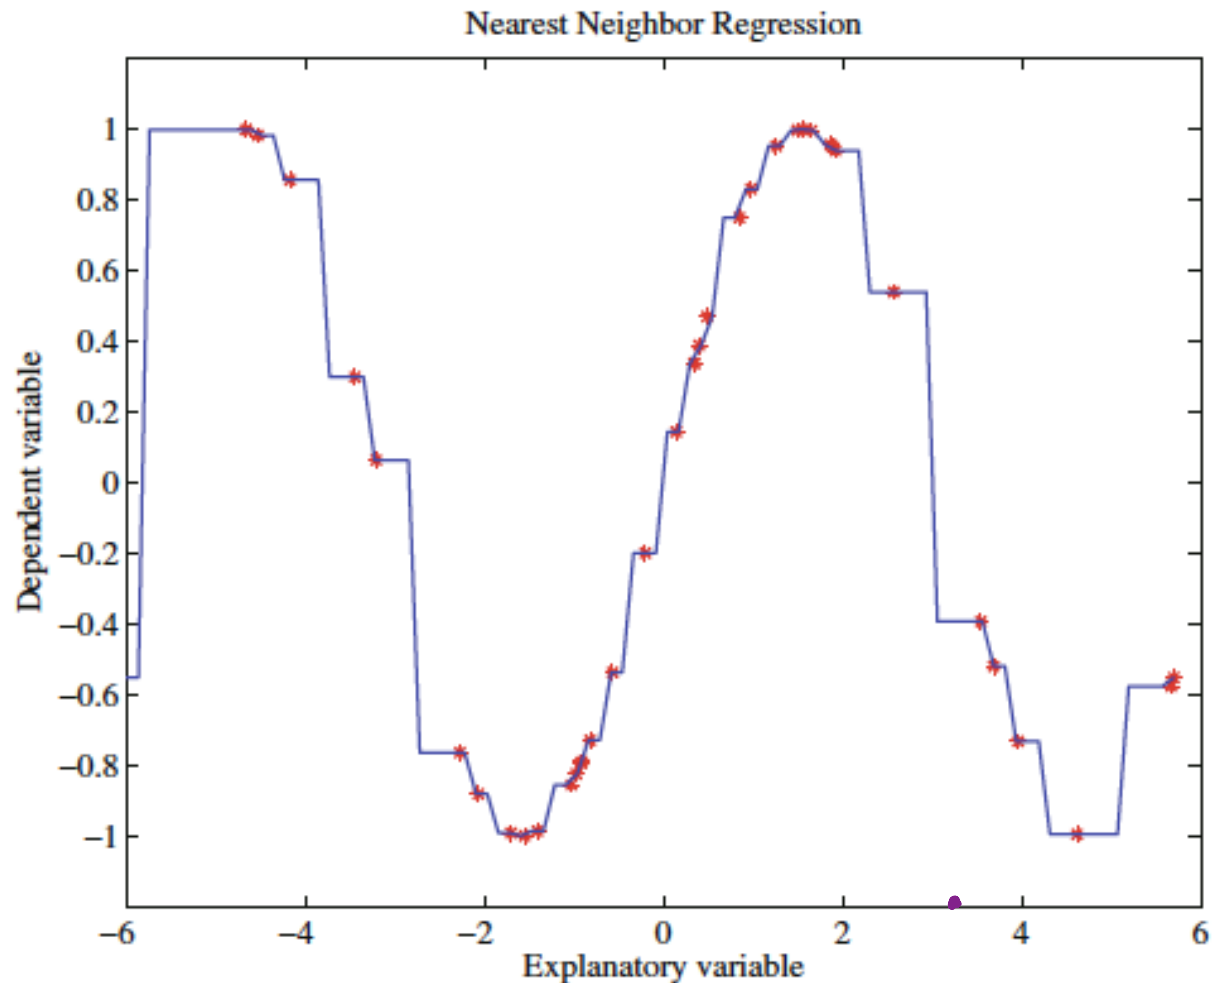 Nearest Neighbor Regression
1
0.8
0.6
0.4
0.2
0
−0.2
−0.4
−0.6
−0.8
−1
Dependent variable
−6 −4 −2 0 2 4 6
Explanatory variable